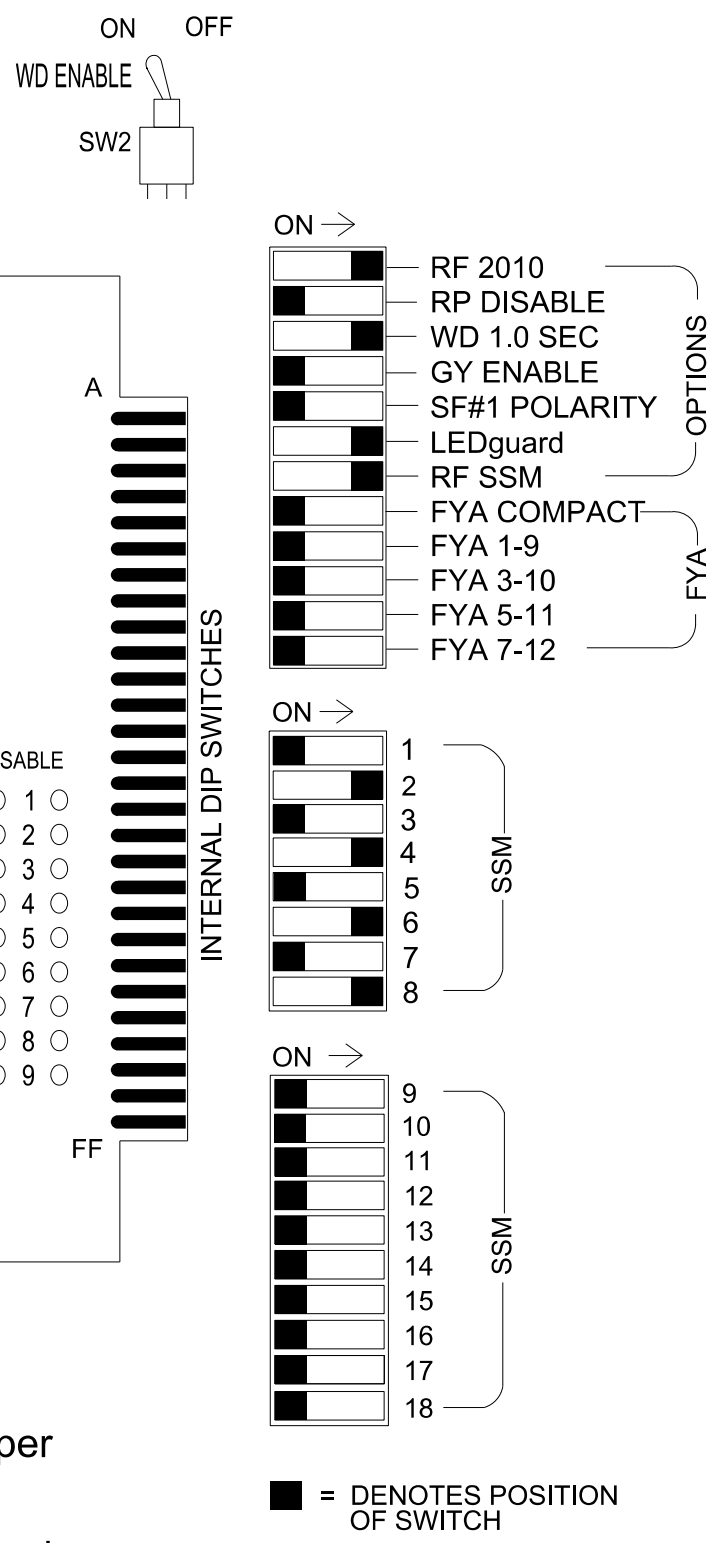 ON OFF
WD ENABLE
SW2
ON
RF 2010
RP DISABLE
WD 1.0 SEC
GY ENABLE
SF#1 POLARITY
LEDguard
RF SSM
FYA COMPACT
FYA 1-9
FYA 3-10
FYA 5-11
FYA 7-12
OPTIONS
FYA
A
FF
INTERNAL DIP SWITCHES
SABLE
1
2
3
4
5
6
7
8
9
ON
1
2
3
4
5
6
7
8
SSM
ON
9
10
11
12
13
14
15
16
17
18
SSM
per
= DENOTES POSITION
OF SWITCH